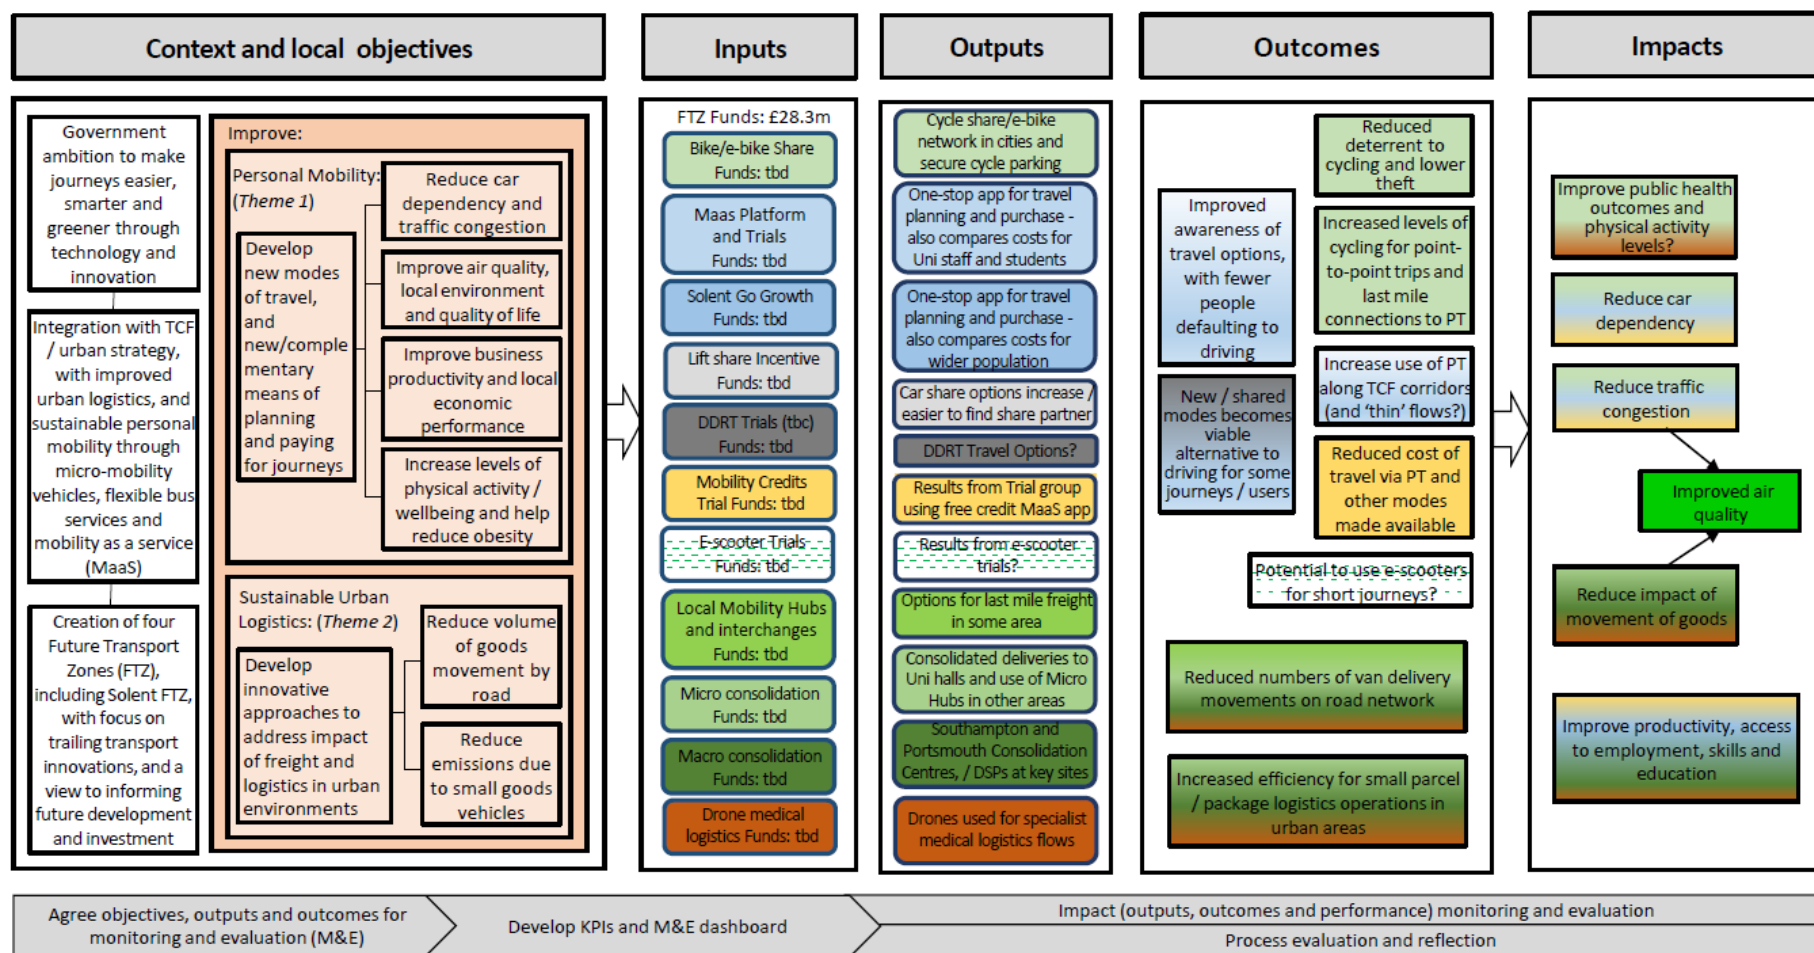 Context and local objectives
Inputs
Outputs
Outcomes
Impacts
Government
ambition to make
journeys easier,
smarter and
greener through
technology and
innovation
Integration with TCF
/ urban strategy,
with improved
urban logistics, and
sustainable personal
mobility through
micro-mobility
vehicles, flexible bus
services and
mobility as a service
(MaaS)
Creation of four
Future Transport
Zones (FTZ),
including Solent FTZ,
with focus on
trailing transport
innovations, and a
view to informing
future development
and investment
Improve:
Personal Mobility:
(Theme 1)
Develop
new modes
of travel,
and
new/comple
mentary
means of
planning
and paying
for journeys
Reduce car
dependency and
traffic congestion
Improve air quality,
local environment
and quality of life
Improve business
productivity and local
economic
performance
Increase levels of
physical activity /
wellbeing and help
reduce obesity
Sustainable Urban
Logistics: (Theme 2)
Develop
innovative
approaches to
address impact
of freight and
logistics in urban
environments
Reduce volume
of goods
movement by
road
Reduce
emissions due
to small goods
vehicles
FTZ Funds: £28.3m
Bike/e-bike Share
Funds: tbd
Maas Platform
and Trials
Funds: tbd
Solent Go Growth
Funds: tbd
Lift share Incentive
Funds: tbd
DDRT Trials (tbc)
Funds: tbd
Mobility Credits
Trial Funds: tbd
E-scooter Trials
Funds: tbd
Local Mobility Hubs
and interchanges
Funds: tbd
Micro consolidation
Funds: tbd
Macro consolidation
Funds: tbd
Drone medical
logistics Funds: tbd
Cycle share/e-bike
network in cities and
secure cycle parking
One-stop app for travel
planning and purchase -
also compares costs for
Uni staff and students
One-stop app for travel
planning and purchase -
also compares costs for
wider population
Car share options increase /
easier to find share partner
DDRT Travel Options?
Results from Trial group
using free credit MaaS app
Results from e-scooter
trials?
Options for last mile freight
in some area
Consolidated deliveries to
Uni halls and use of Micro
Hubs in other areas
Southampton and
Portsmouth Consolidation
Centres, / DSPs at key sites
Drones used for specialist
medical logistics flows
Improved
awareness of
travel options,
with fewer
people
defaulting to
driving
New / shared
modes becomes
viable
alternative to
driving for some
journeys / users
Reduced
deterrent to
cycling and lower
theft
Increased levels of
cycling for point-
to-point trips and
last mile
connections to PT
Increase use of PT
along TCF corridors
(and ‘thin’ flows?)
Reduced cost of
travel via PT and
other modes
made available
Potential to use e-scooters
for short journeys?
Reduced numbers of van delivery
movements on road network
Increased efficiency for small parcel
/ package logistics operations in
urban areas
Improve public health
outcomes and
physical activity
levels?
Reduce car
dependency
Reduce traffic
congestion
Improved air
quality
Reduce impact of
movement of goods
Improve productivity, access
to employment, skills and
education
Agree objectives, outputs and outcomes for
monitoring and evaluation (M&E)
Develop KPIs and M&E dashboard
Impact (outputs, outcomes and performance) monitoring and evaluation
Process evaluation and reflection